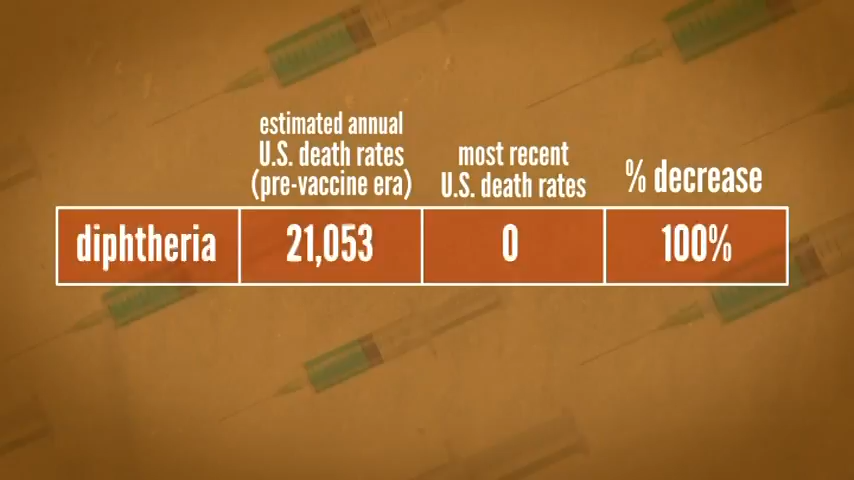 estimated annual
U.S. death rates
(pre-vaccine era)
most recent
U.S. death rates
% decrease
diphtheria 21,053 0 100%